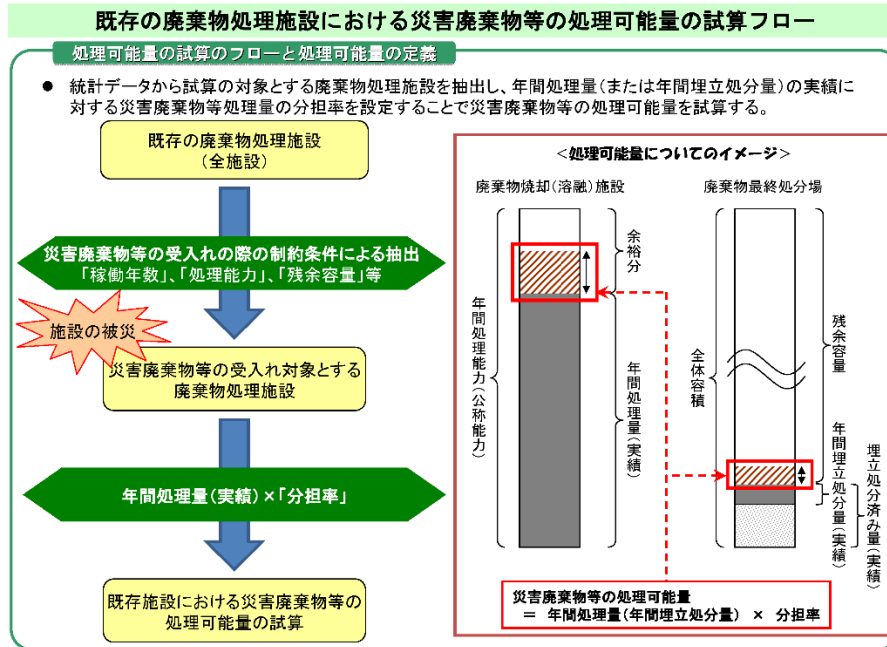 既存の廃棄物処理施設における災害廃棄物等の処理可能量の試算フロー
処理可能量の試算のフローと処理可能量の定義
● 統計データから試算の対象とする廃棄物処理施設を抽出し、年間処理量(または年間埋立処分量)の実績に
対する災害廃棄物等処理量の分担率を設定することで災害廃棄物等の処理可能量を試算する。
既存の廃棄物処理施設
(全施設)
災害廃棄物等の受入れの際の制約条件による抽出
「稼働年数」、「処理能力」、「残余容量」等
施設の被災
災害廃棄物等の受入れ対象とする
廃棄物処理施設
年間処理量(実績)×「分担率」
既存施設における災害廃棄物等の
処理可能量の試算
<処理可能量についてのイメージ>
廃棄物焼却(溶融)施設
廃棄物最終処分場
年間処理能力(公称能力)
余裕分
年間処理量(実績)
全体容積
残余容量
年間埋立処分量(実績)
埋立処分済み量(実績)
災害廃棄物等の処理可能量
= 年間処理量(年間埋立処分量) × 分担率